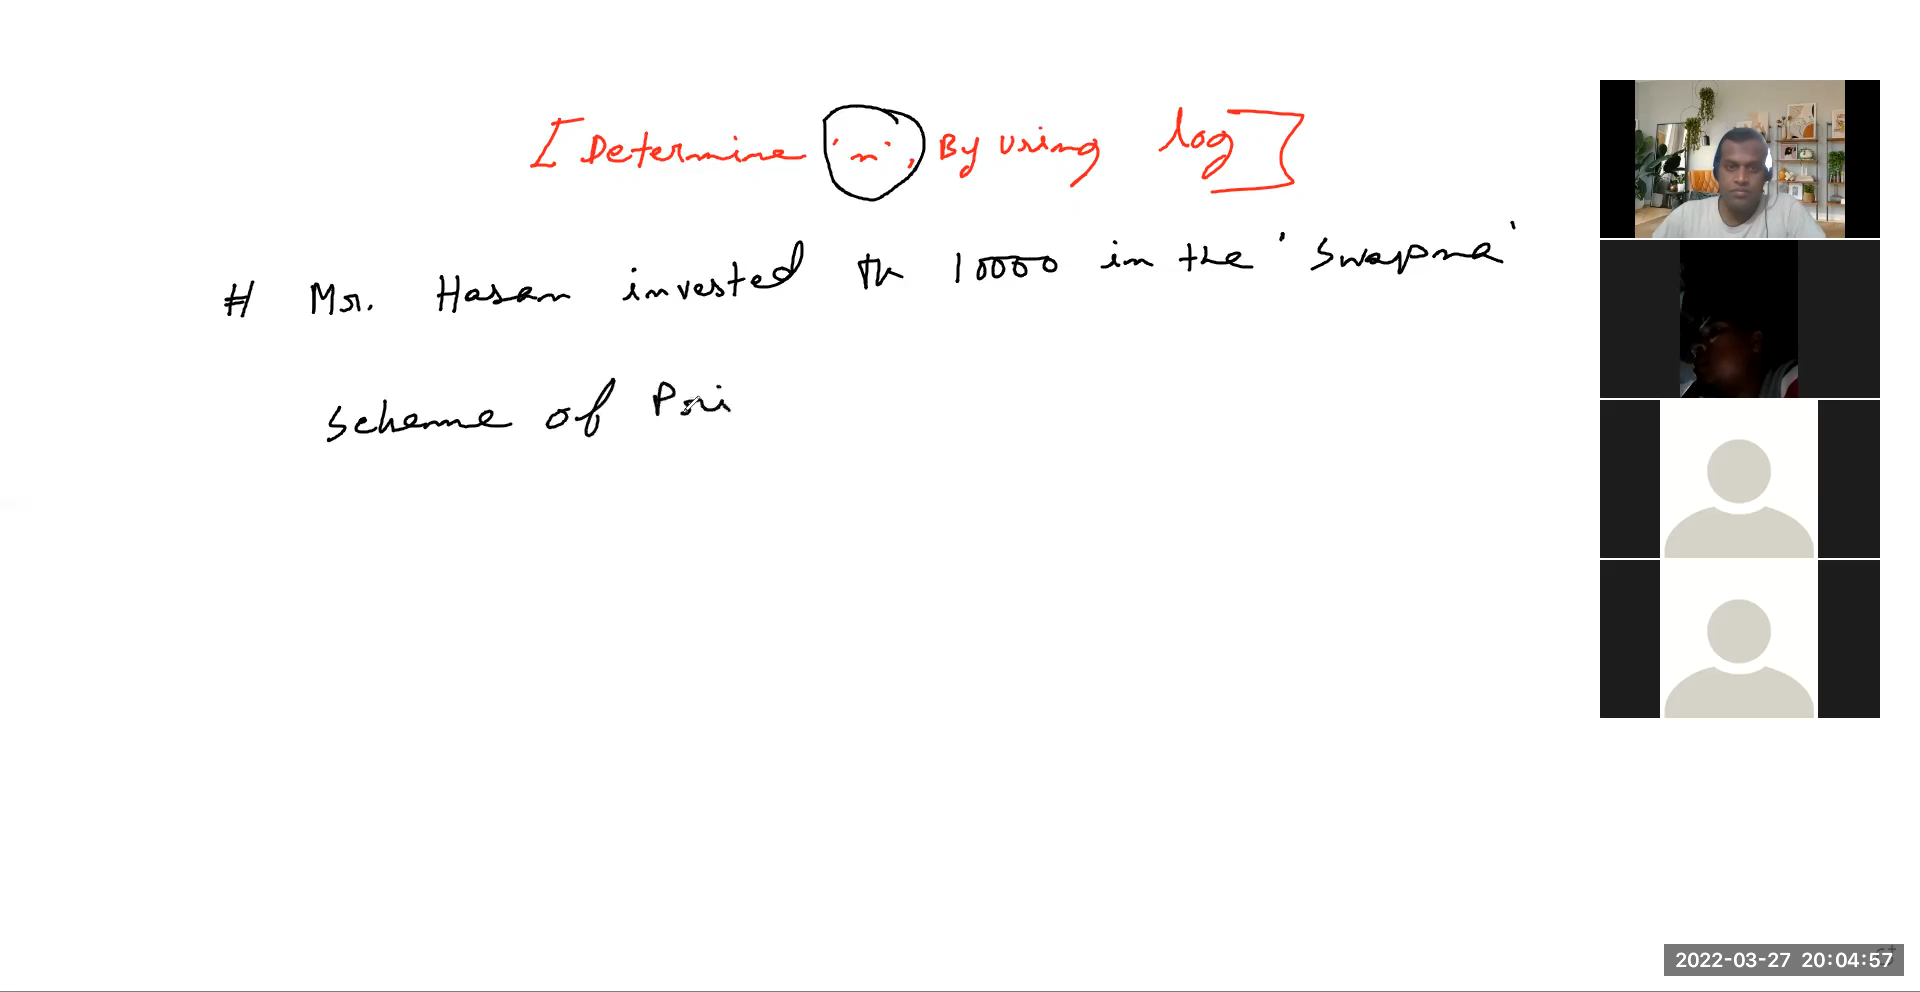 [Determine 'n', By using log]
# Mr. Hasan invested Tk 10000 in the 'Swapna'
scheme of Pri
2022-03-27 20:04:57